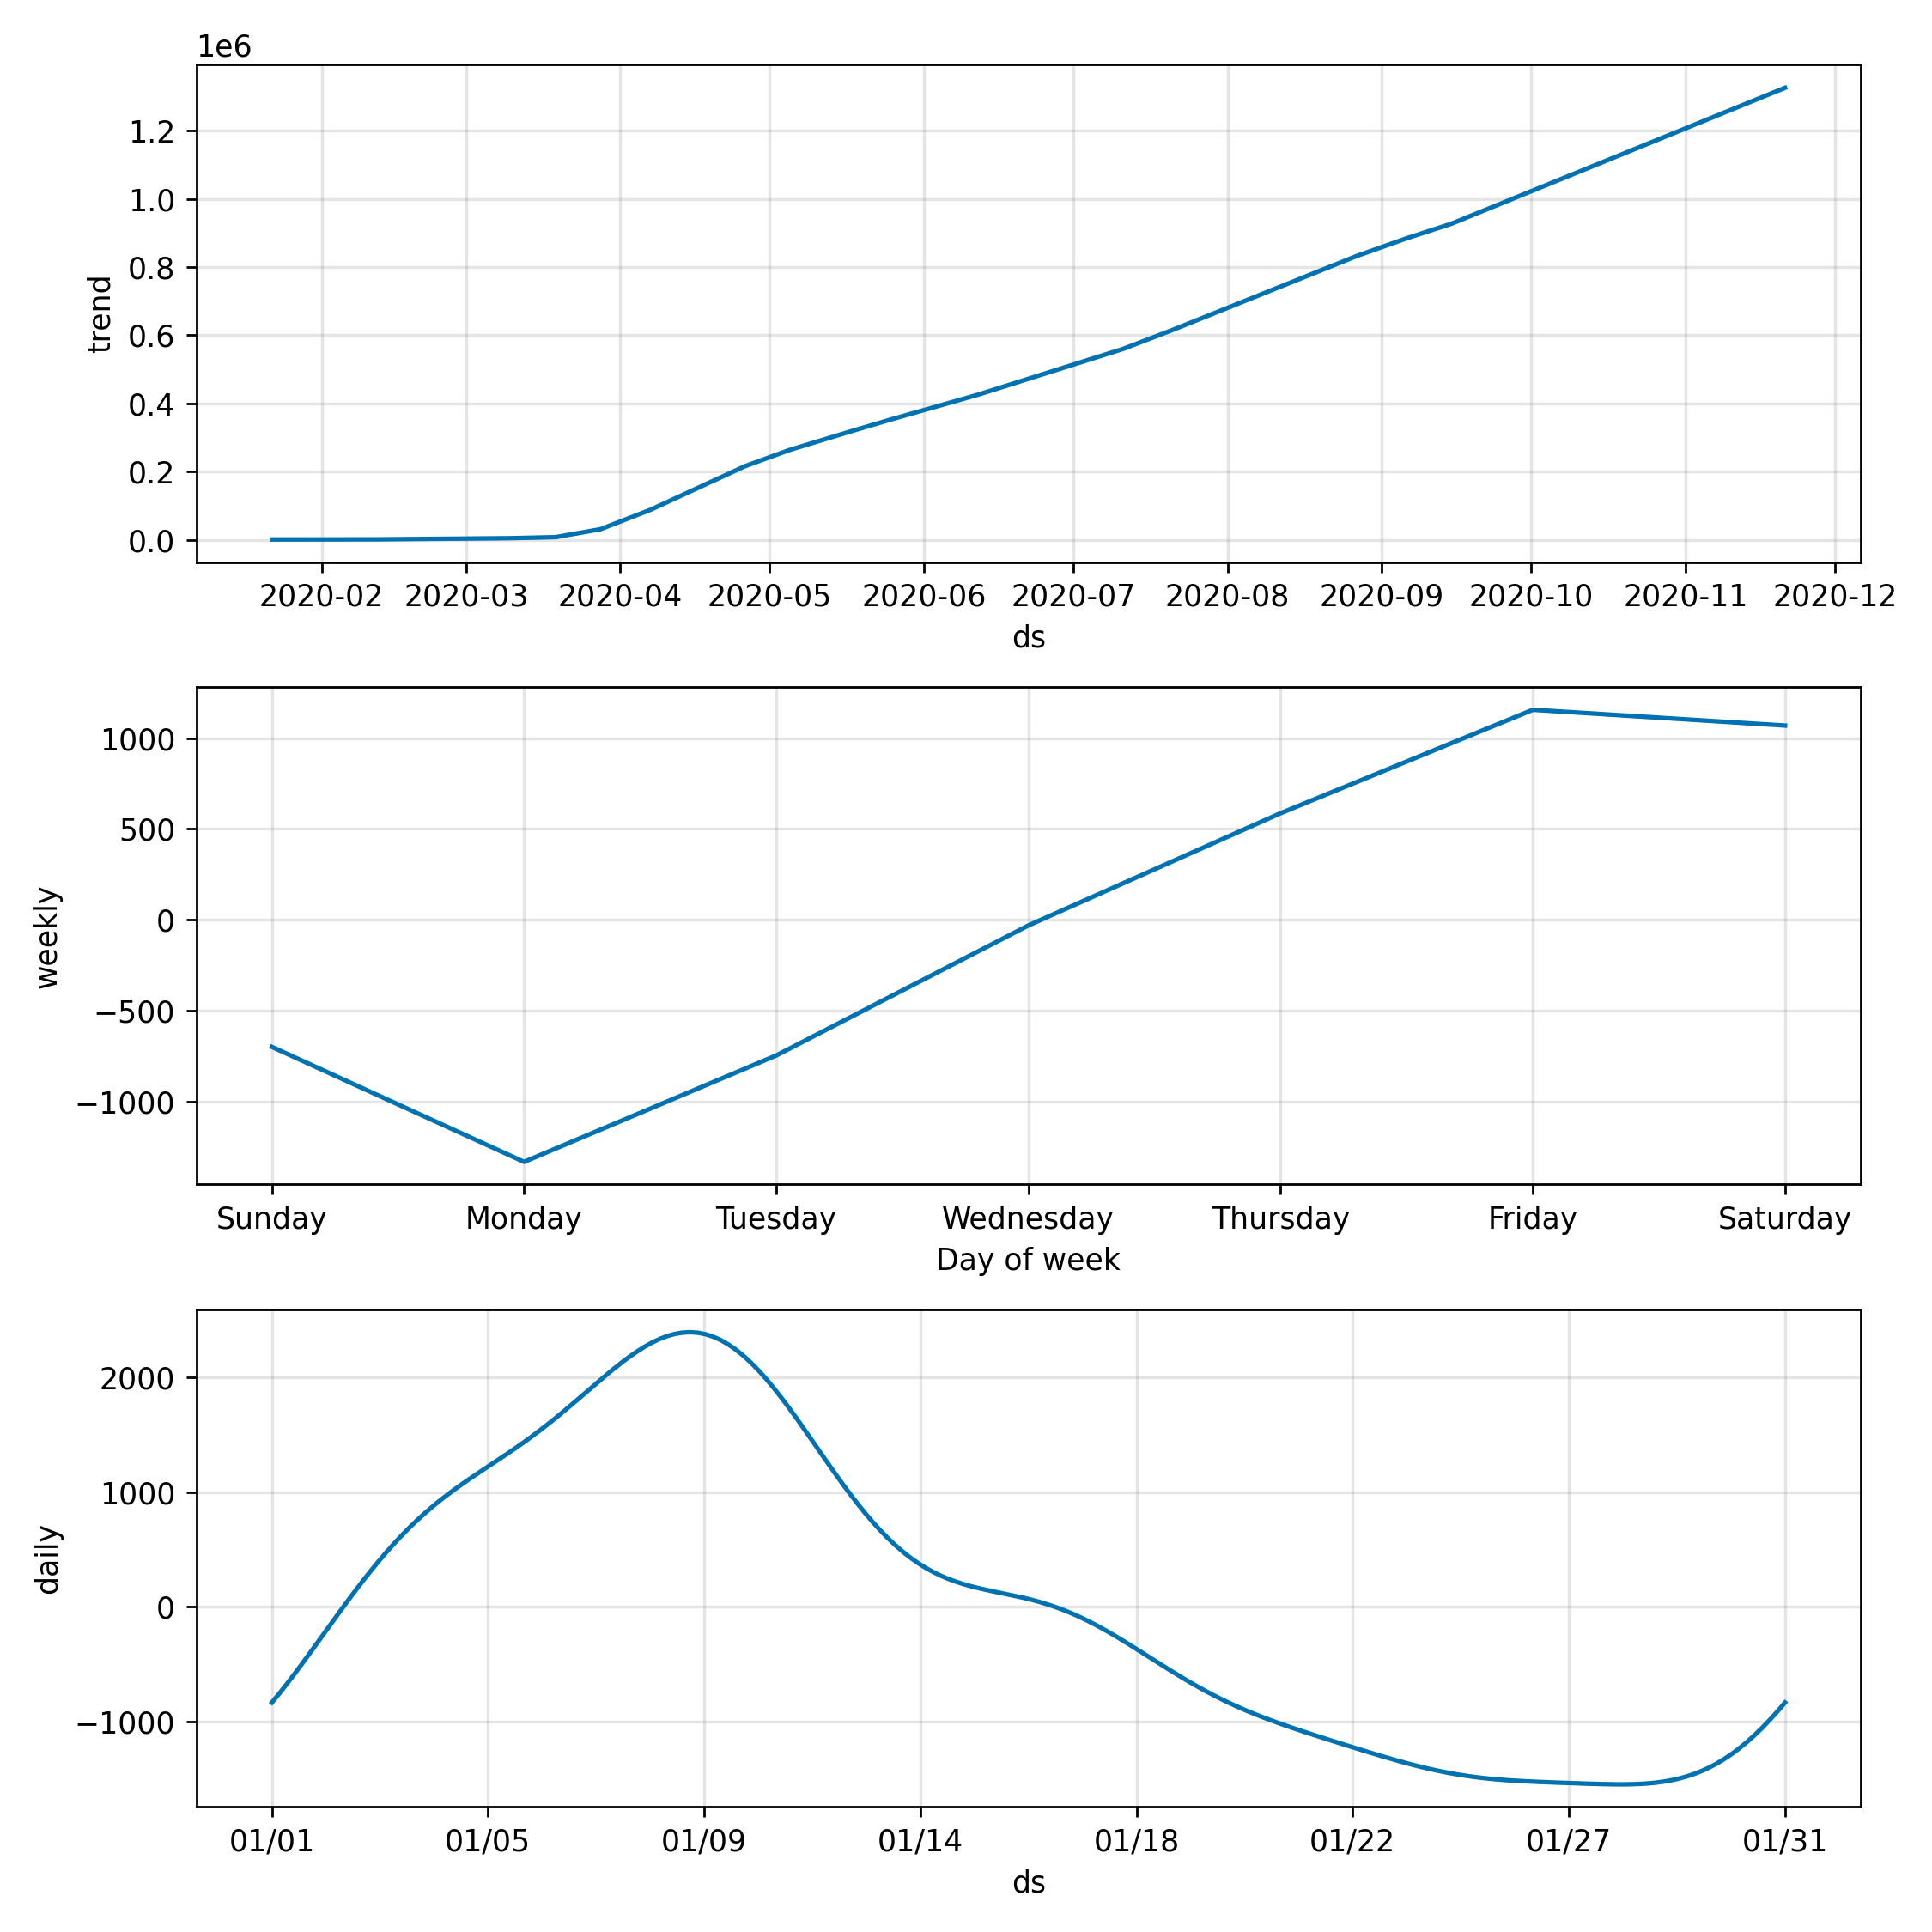 1e6
1.2
1.0
0.8
0.6
0.4
0.2
0.0
trend
2020-02 2020-03 2020-04 2020-05 2020-06 2020-07 2020-08 2020-09 2020-10 2020-11 2020-12
ds
1000
500
0
−500
−1000
weekly
Sunday Monday Tuesday Wednesday Thursday Friday Saturday
Day of week
2000
1000
0
−1000
daily
01/01 01/05 01/09 01/14 01/18 01/22 01/27 01/31
ds